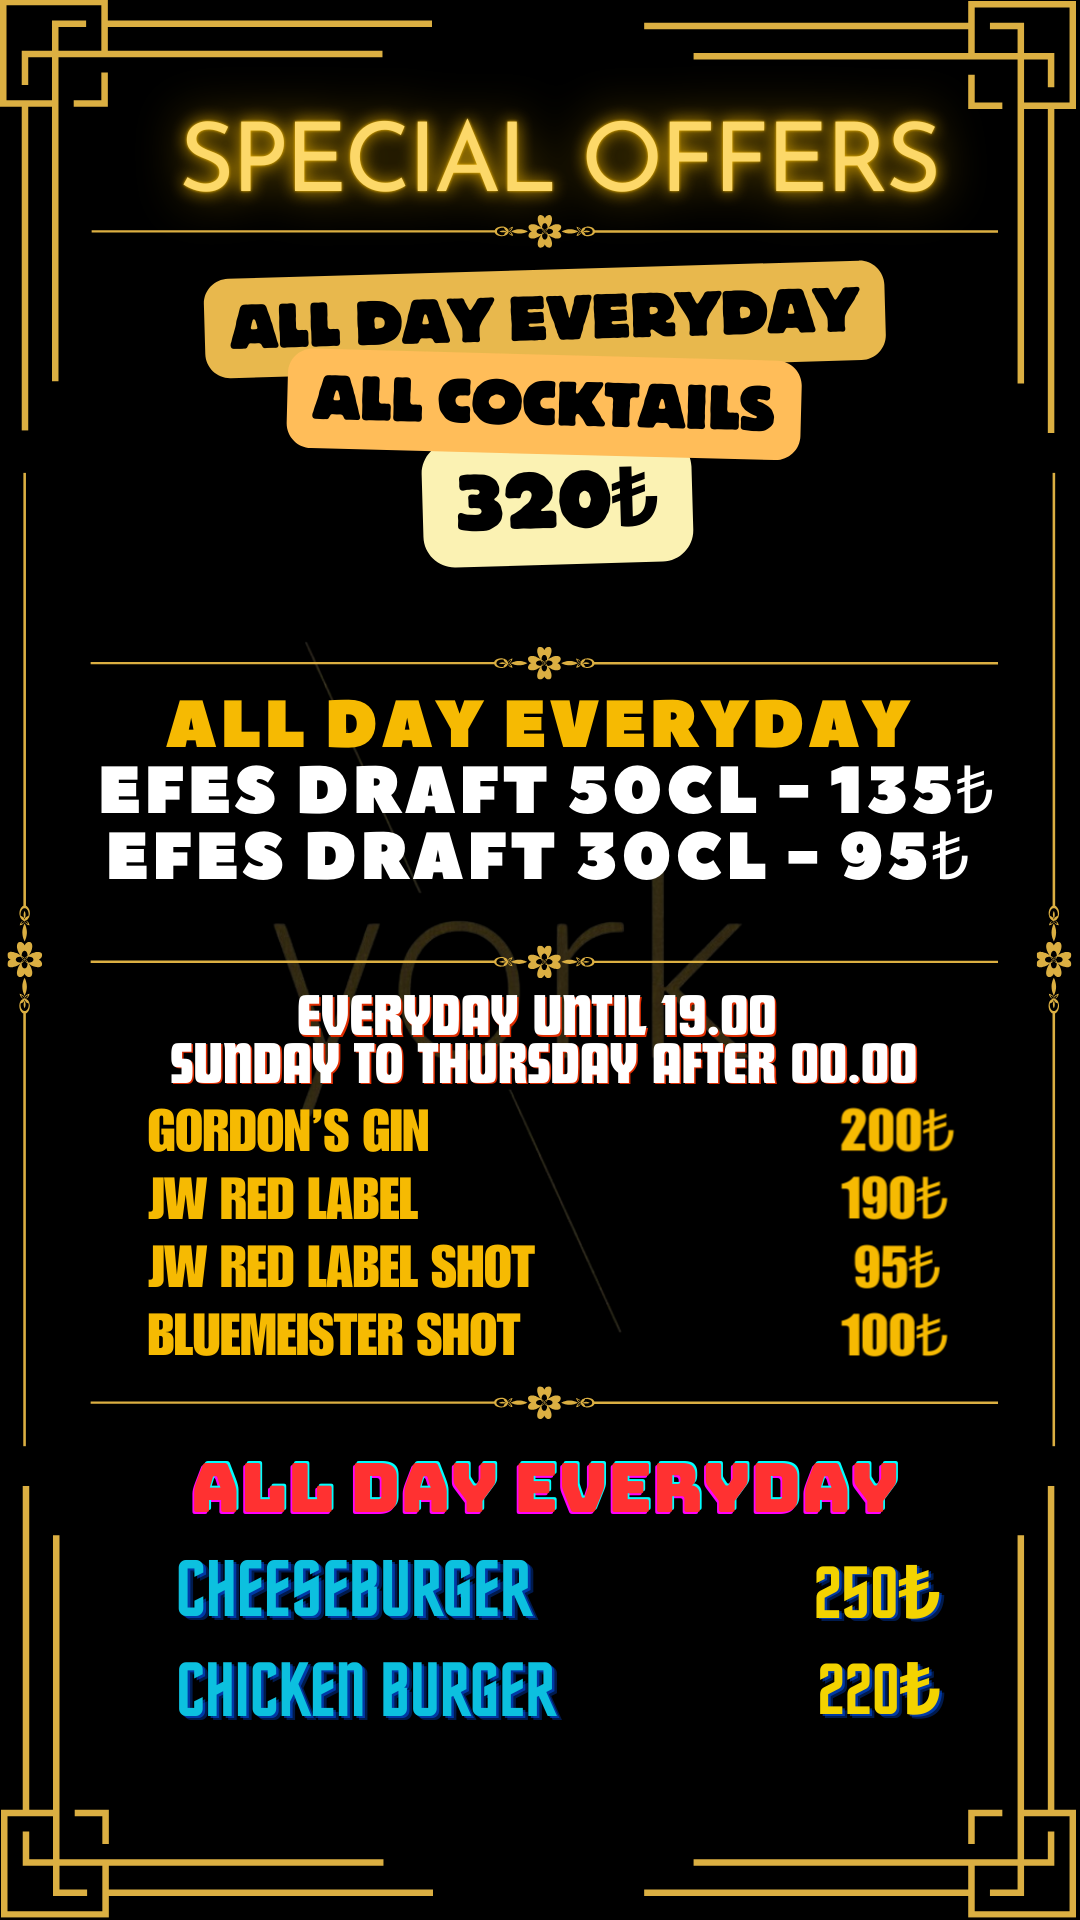 SPECIAL OFFERS
ALL DAY EVERYDAY
ALL COCKTAILS
320₺
ALL DAY EVERYDAY
EFES DRAFT 50CL - 135₺
EFES DRAFT 30CL - 95₺
york
EVERYDAY UNTIL 19.00
SUNDAY TO THURSDAY AFTER 00.00
GORDON'S GIN 200₺
JW RED LABEL 190₺
JW RED LABEL SHOT 95₺
BLUEMEISTER SHOT 100₺
ALL DAY EVERYDAY
CHEESEBURGER 250₺
CHICKEN BURGER 220₺